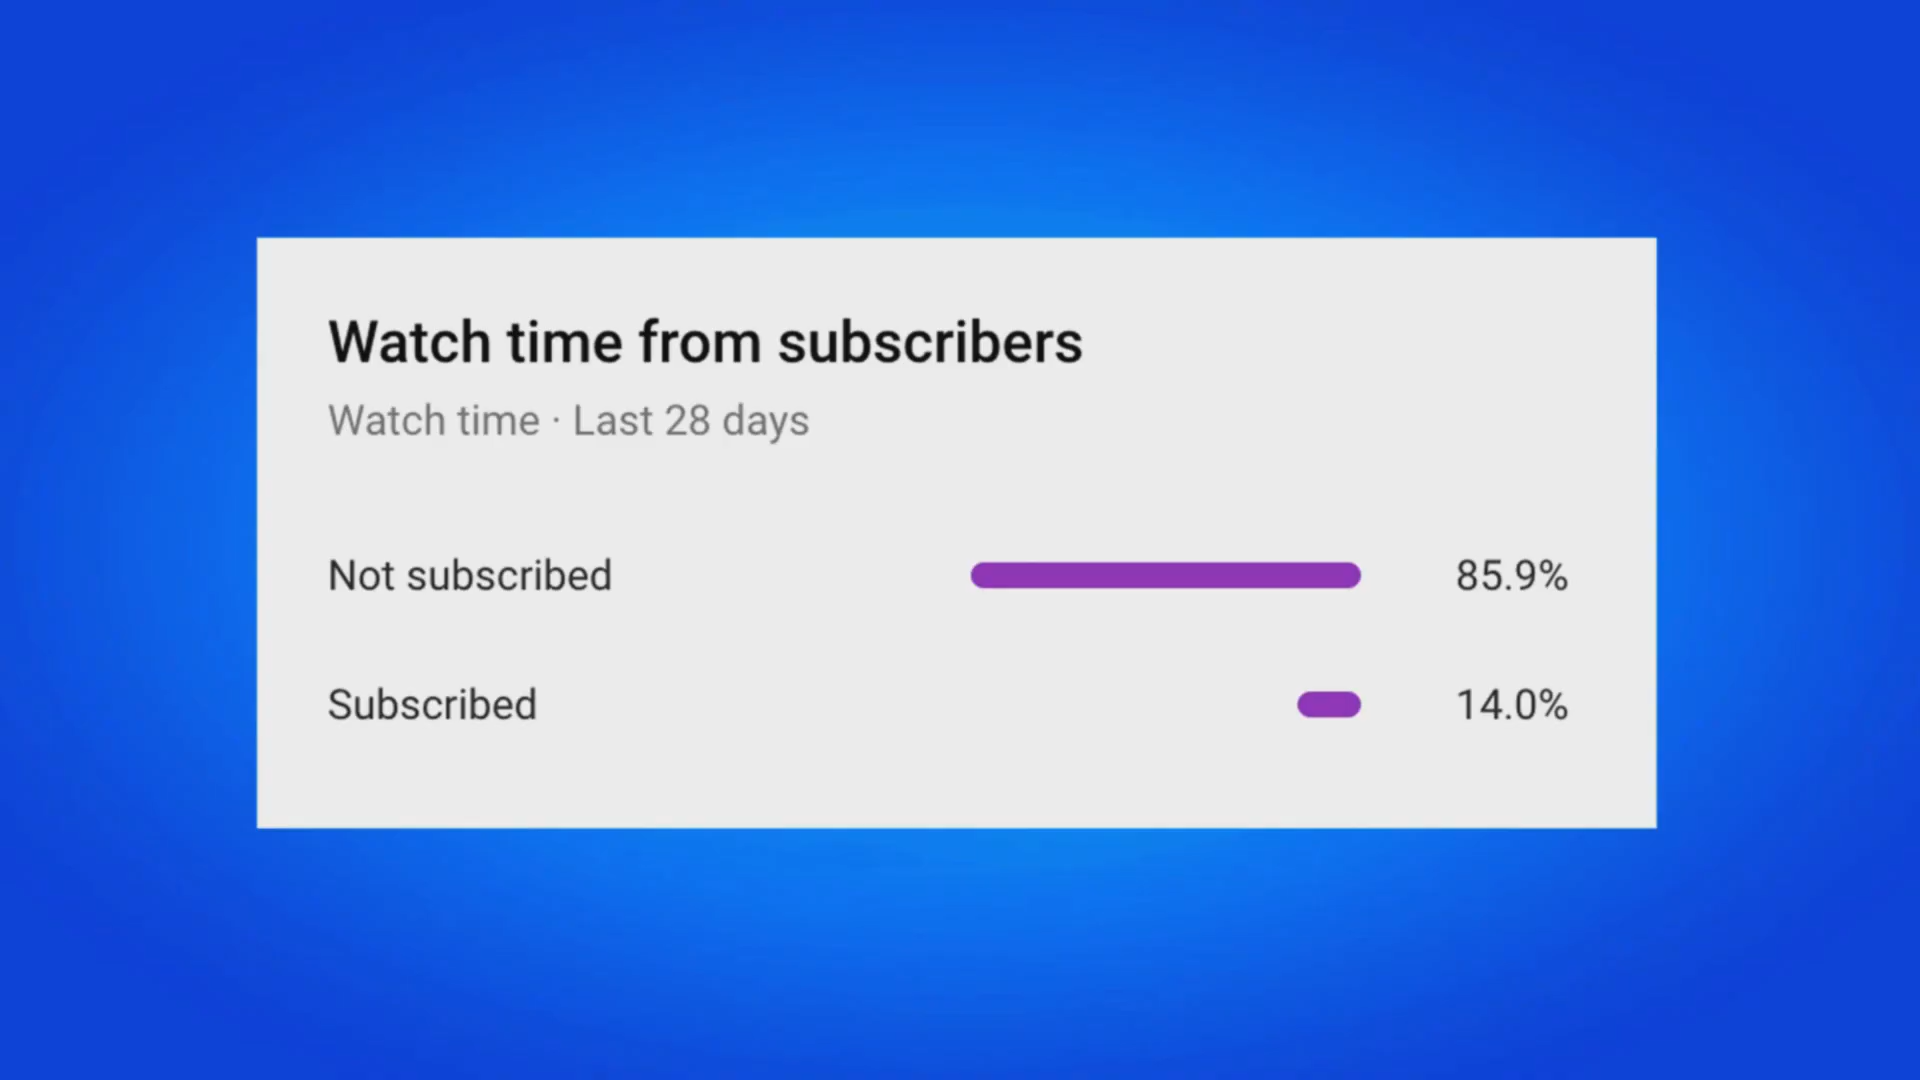 Watch time from subscribers
Watch time · Last 28 days
Not subscribed 85.9%
Subscribed 14.0%